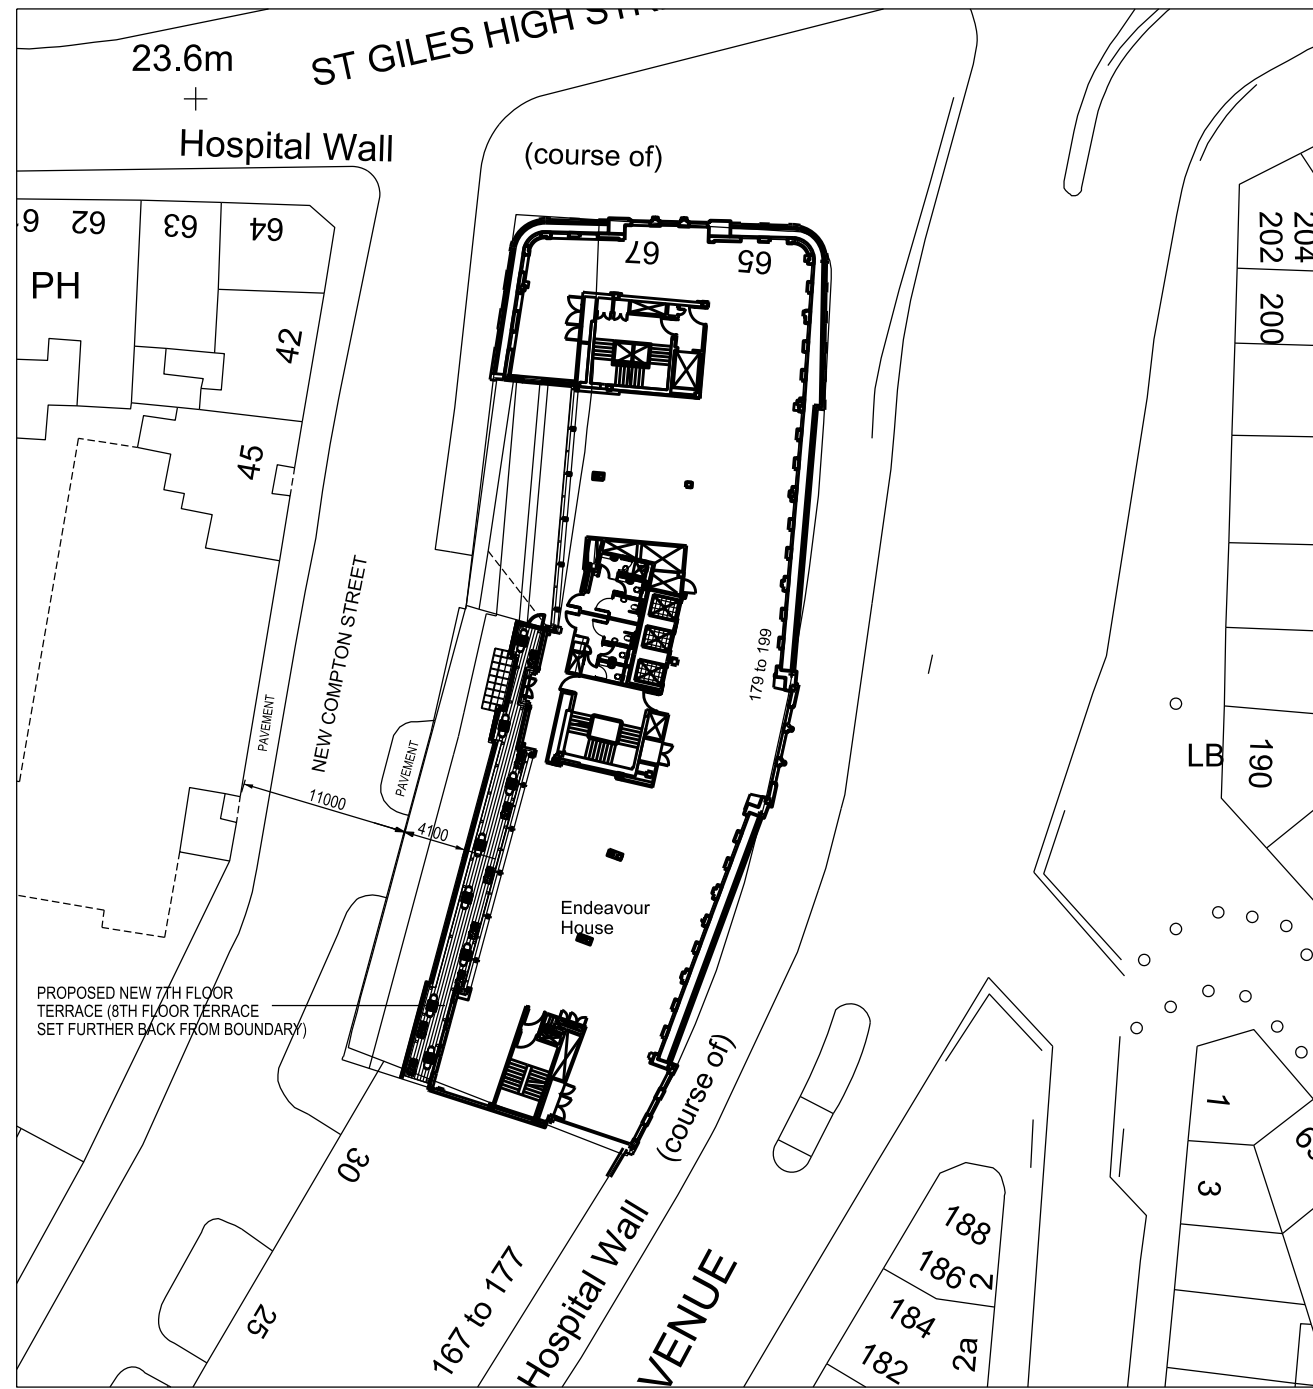 ST GILES HIGH
23.6m
Hospital Wall
(course of)
62
63
64
PH
67
65
204
202
200
42
45
NEW COMPTON STREET
PAVEMENT
PAVEMENT
179 to 199
11000
4100
LB
190
Endeavour
House
PROPOSED NEW 7TH FLOOR
TERRACE (8TH FLOOR TERRACE
SET FURTHER BACK FROM BOUNDARY)
(course of)
30
25
1
3
167 to 177
Hospital Wall
VENUE
188
186
2
184
182
2a